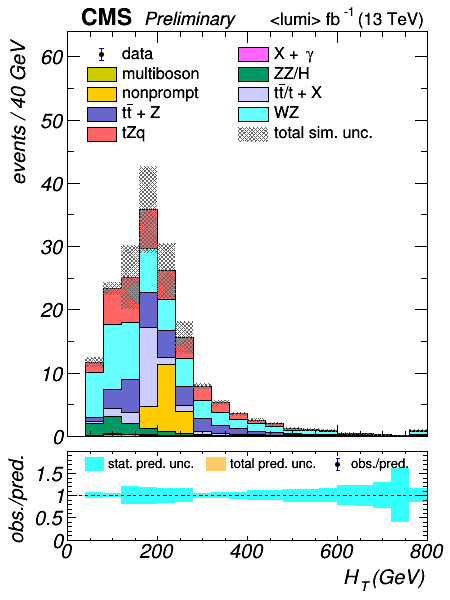 CMS Preliminary <lumi> fb⁻¹ (13 TeV)
events / 40 GeV
data
multiboson
nonprompt
tt̄ + Z
tZq
X + γ
ZZ/H
tt̄/t + X
WZ
total sim. unc.
60
50
40
30
20
10
0
obs./pred.
stat. pred. unc. total pred. unc. obs./pred.
1.5
1
0.5
0
0 200 400 600 800
H_T (GeV)